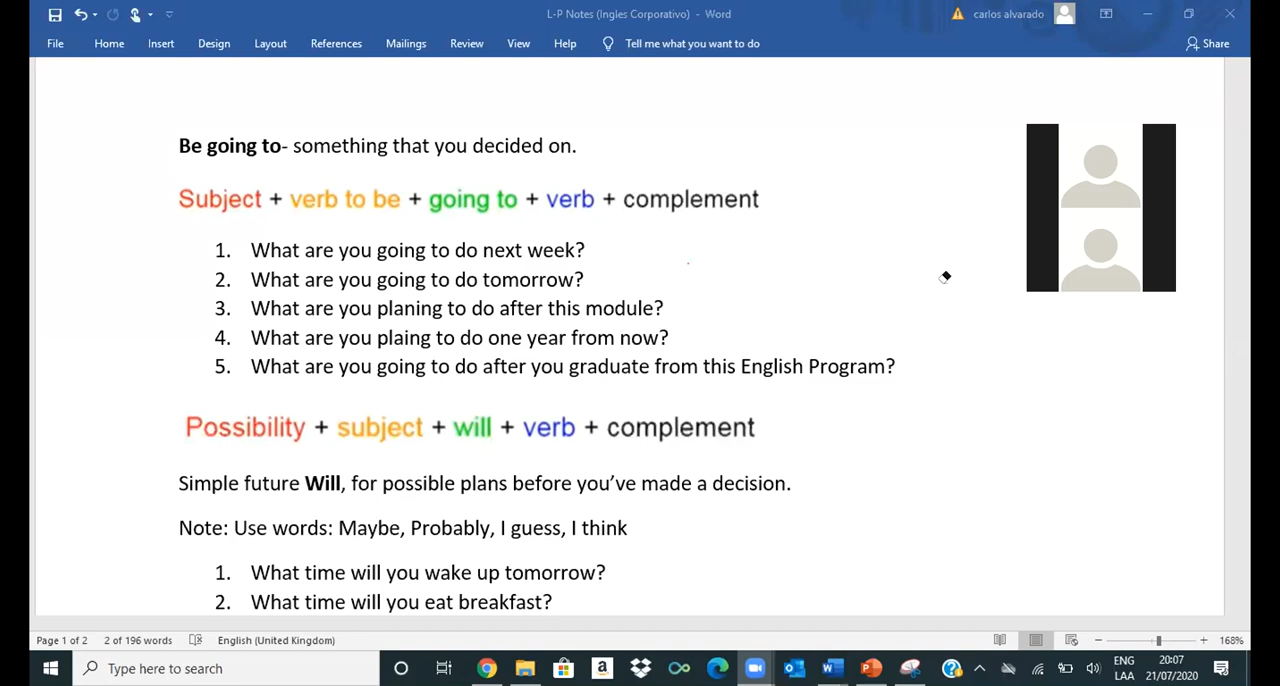 L-P Notes (Ingles Corporativo) - Word
carlos alvarado
File Home Insert Design Layout References Mailings Review View Help Tell me what you want to do Share
Be going to- something that you decided on.
Subject + verb to be + going to + verb + complement
1. What are you going to do next week?
2. What are you going to do tomorrow?
3. What are you planing to do after this module?
4. What are you plaing to do one year from now?
5. What are you going to do after you graduate from this English Program?
Possibility + subject + will + verb + complement
Simple future Will, for possible plans before you’ve made a decision.
Note: Use words: Maybe, Probably, I guess, I think
1. What time will you wake up tomorrow?
2. What time will you eat breakfast?
Page 1 of 2 2 of 196 words English (United Kingdom) 168%
Type here to search
ENG 20:07
LAA 21/07/2020